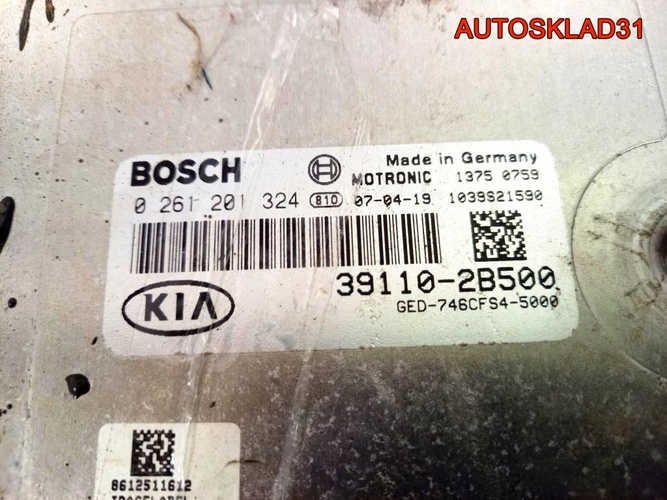 AUTOSKLAD31
BOSCH
Made in Germany
MOTRONIC 1375 0759
0 261 201 324 810 07-04-19 1039S21590
39110-2B500
KIA
GED-746CFS4-5000
8612511612